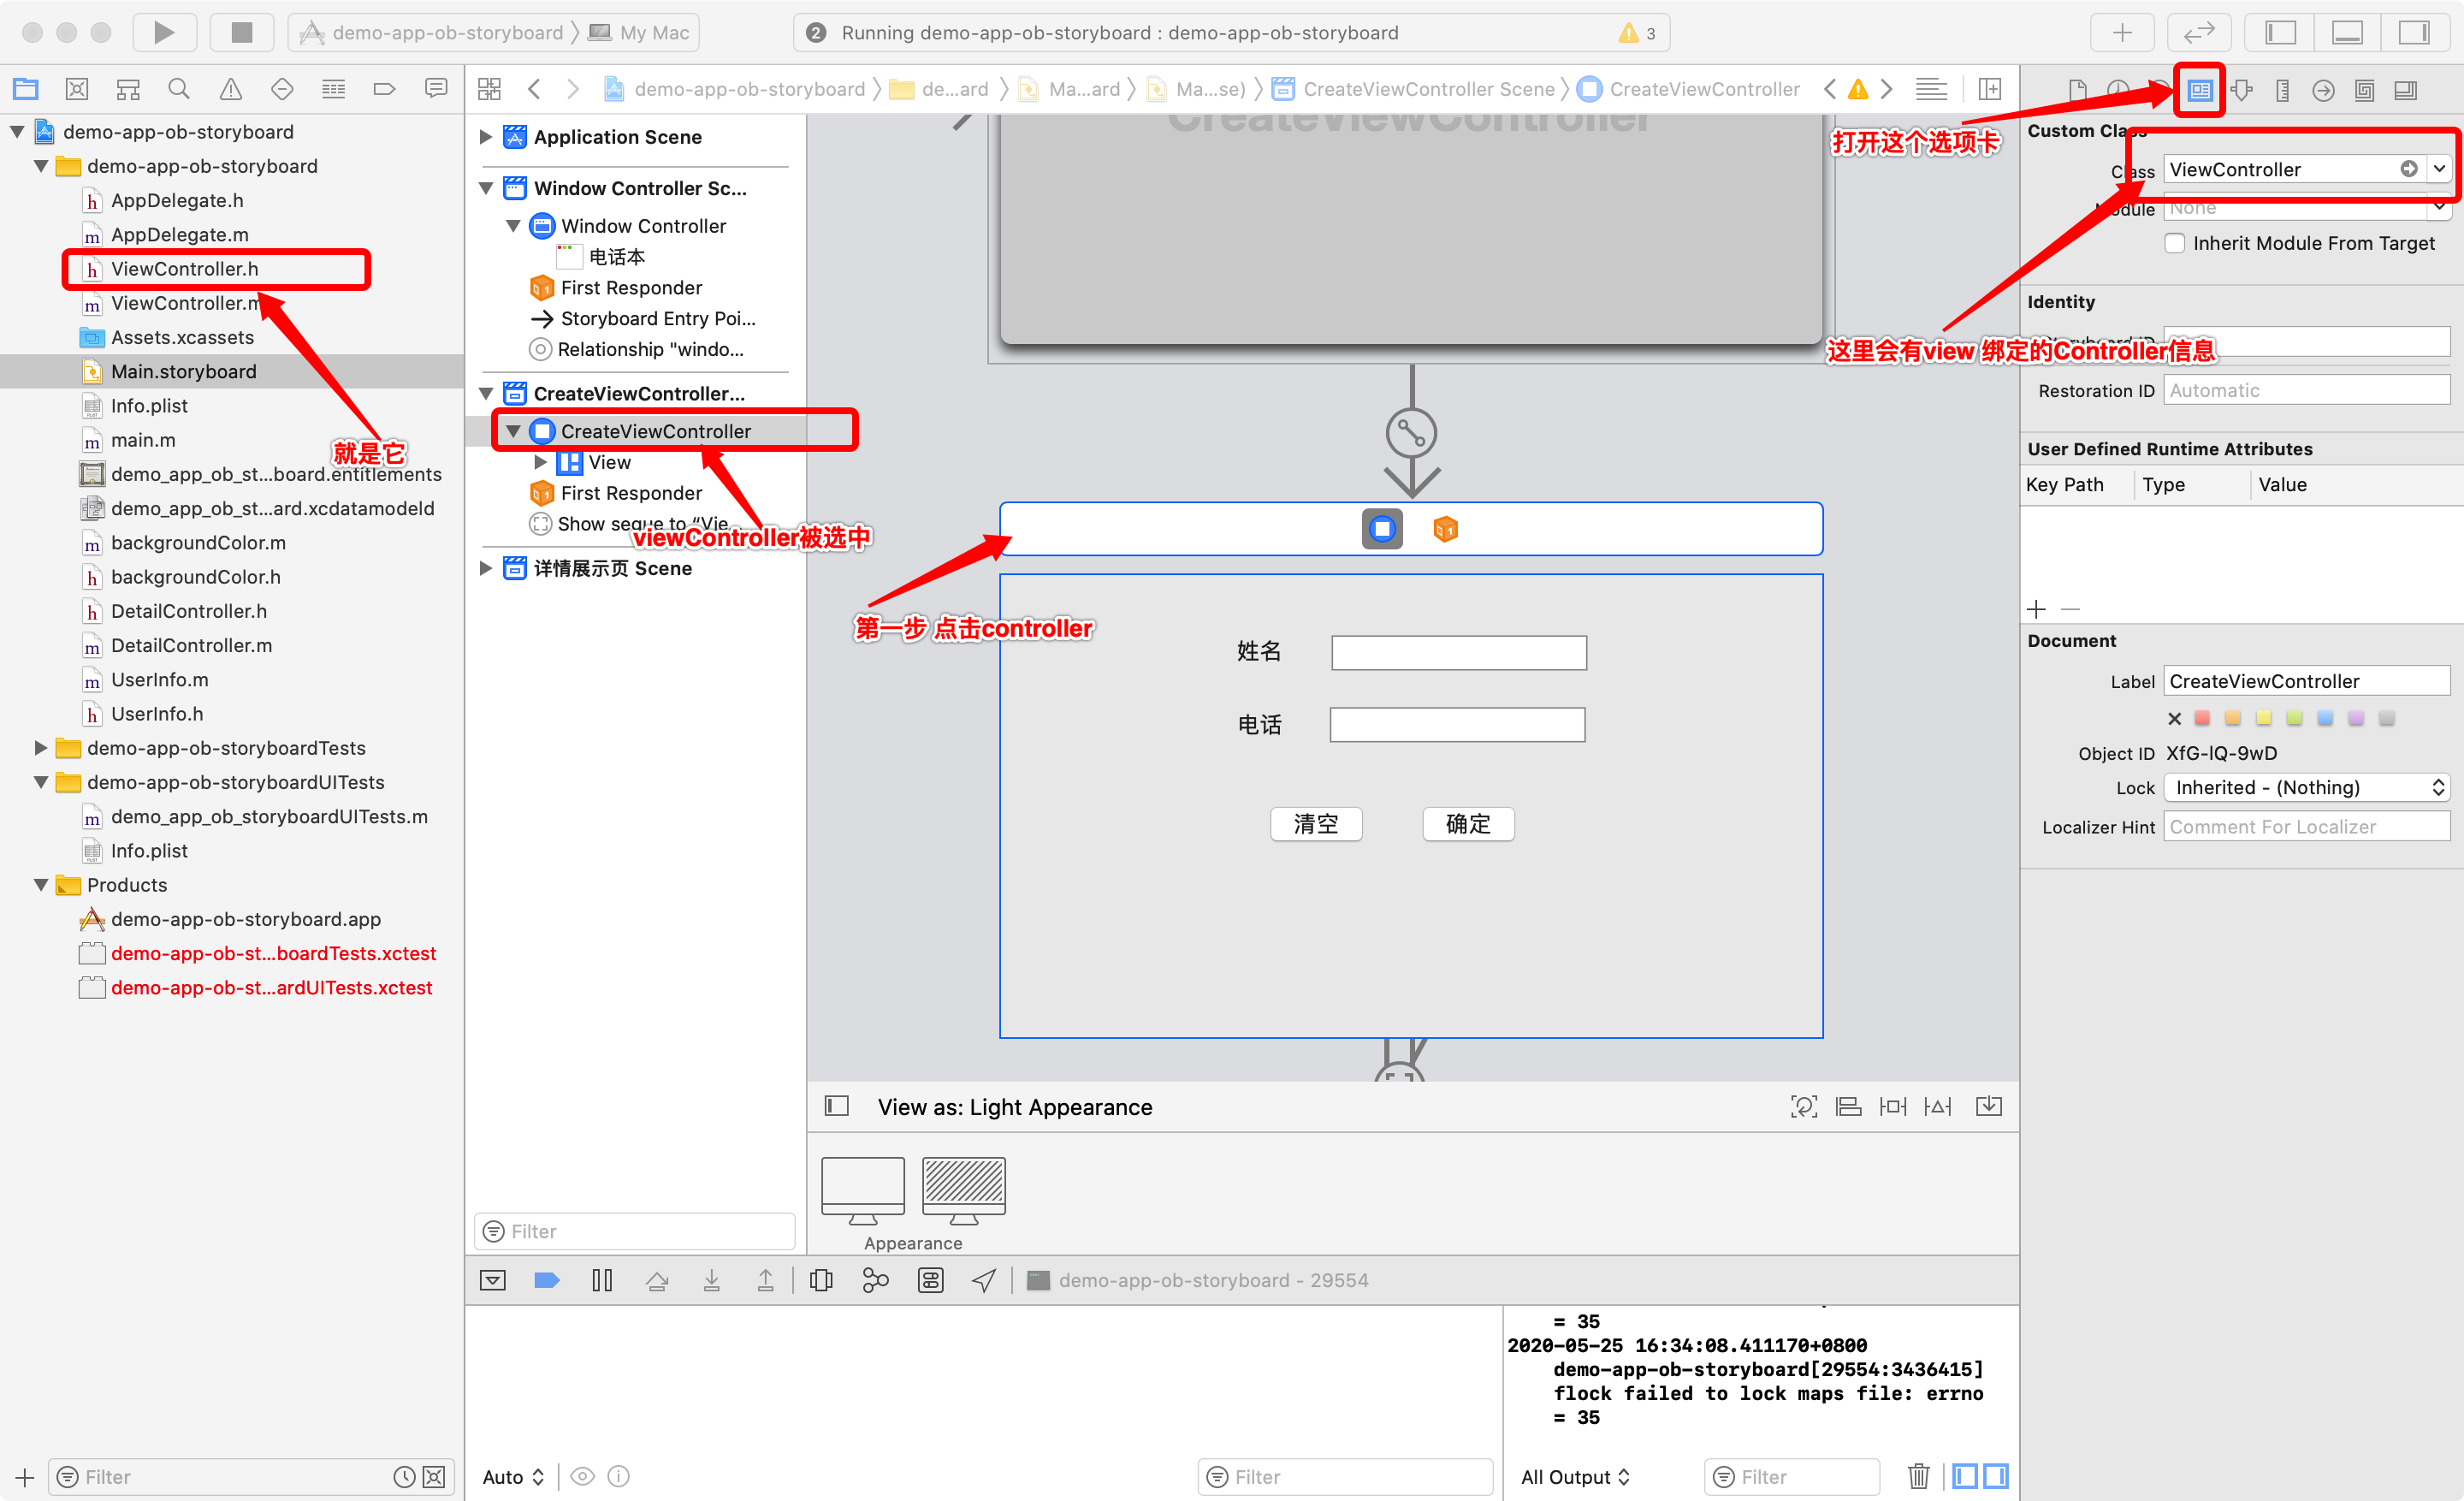 demo-app-ob-storyboard 〉 My Mac
2 Running demo-app-ob-storyboard : demo-app-ob-storyboard 3
demo-app-ob-storyboard 〉 de...ard 〉 Ma...ard 〉 Ma...se) 〉 CreateViewController Scene 〉 CreateViewController
demo-app-ob-storyboard
demo-app-ob-storyboard
h AppDelegate.h
m AppDelegate.m
h ViewController.h
m ViewController.m
Assets.xcassets
Main.storyboard
Info.plist
m main.m
就是它
demo_app_ob_st...board.entitlements
demo_app_ob_st...ard.xcdatamodeld
m backgroundColor.m
h backgroundColor.h
h DetailController.h
m DetailController.m
m UserInfo.m
h UserInfo.h
demo-app-ob-storyboardTests
demo-app-ob-storyboardUITests
m demo_app_ob_storyboardUITests.m
Info.plist
Products
demo-app-ob-storyboard.app
demo-app-ob-st...boardTests.xctest
demo-app-ob-st...ardUITests.xctest
Filter
Application Scene
Window Controller Sc...
Window Controller
电话本
First Responder
Storyboard Entry Poi...
Relationship "windo...
CreateViewController...
CreateViewController
View
First Responder
Show segue to “Vie...
viewController被选中
详情展示页 Scene
Filter
CreateViewController
第一步 点击controller
姓名
电话
清空 确定
View as: Light Appearance
Appearance
demo-app-ob-storyboard - 29554
= 35
2020-05-25 16:34:08.411170+0800
demo-app-ob-storyboard[29554:3436415]
flock failed to lock maps file: errno
= 35
Auto Filter
All Output Filter
打开这个选项卡
Custom Class
Class ViewController
Module None
Inherit Module From Target
Identity
这里会有view 绑定的Controller信息
Restoration ID Automatic
User Defined Runtime Attributes
Key Path Type Value
Document
Label CreateViewController
Object ID XfG-lQ-9wD
Lock Inherited - (Nothing)
Localizer Hint Comment For Localizer